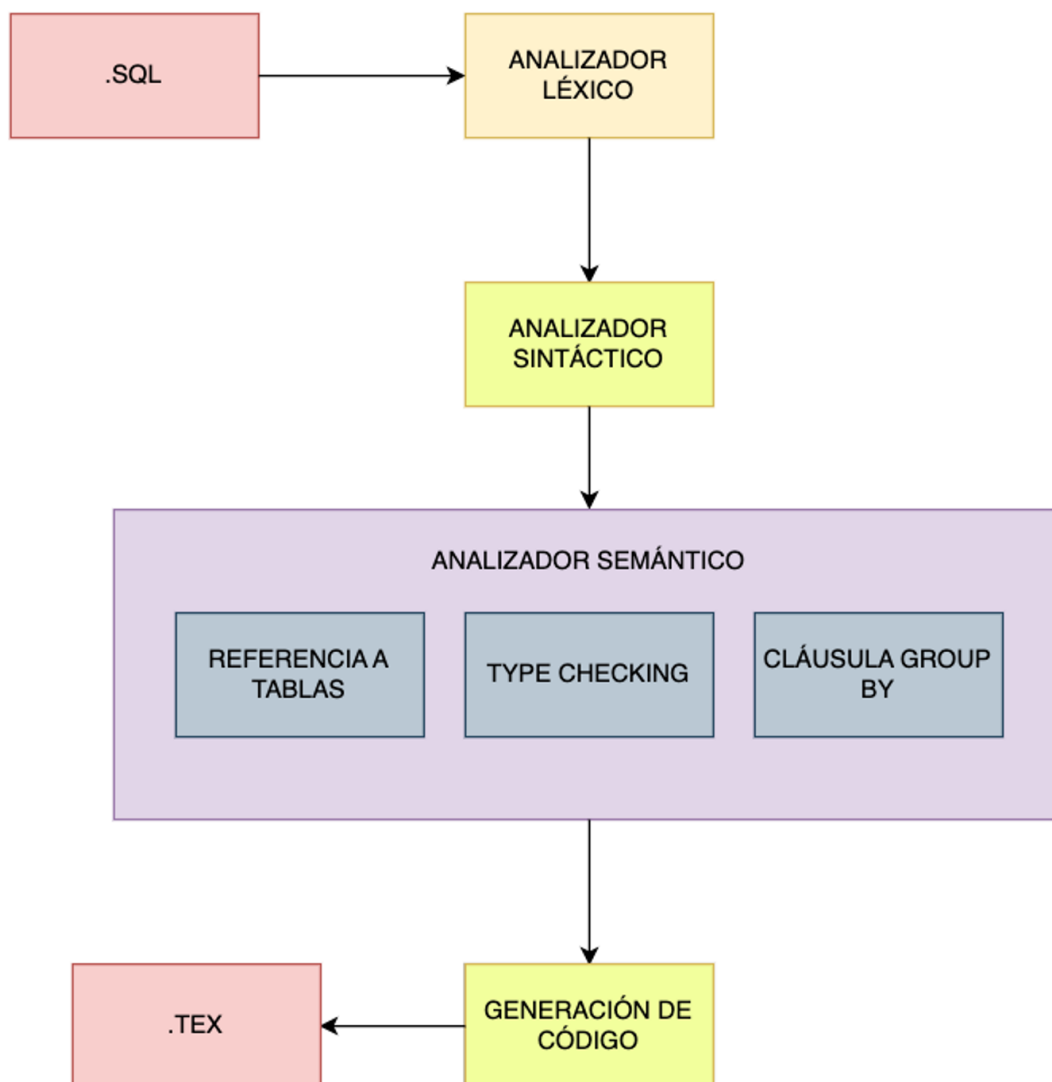 .SQL
ANALIZADOR
LÉXICO
ANALIZADOR
SINTÁCTICO
ANALIZADOR SEMÁNTICO
REFERENCIA A
TABLAS
TYPE CHECKING
CLÁUSULA GROUP
BY
.TEX
GENERACIÓN DE
CÓDIGO